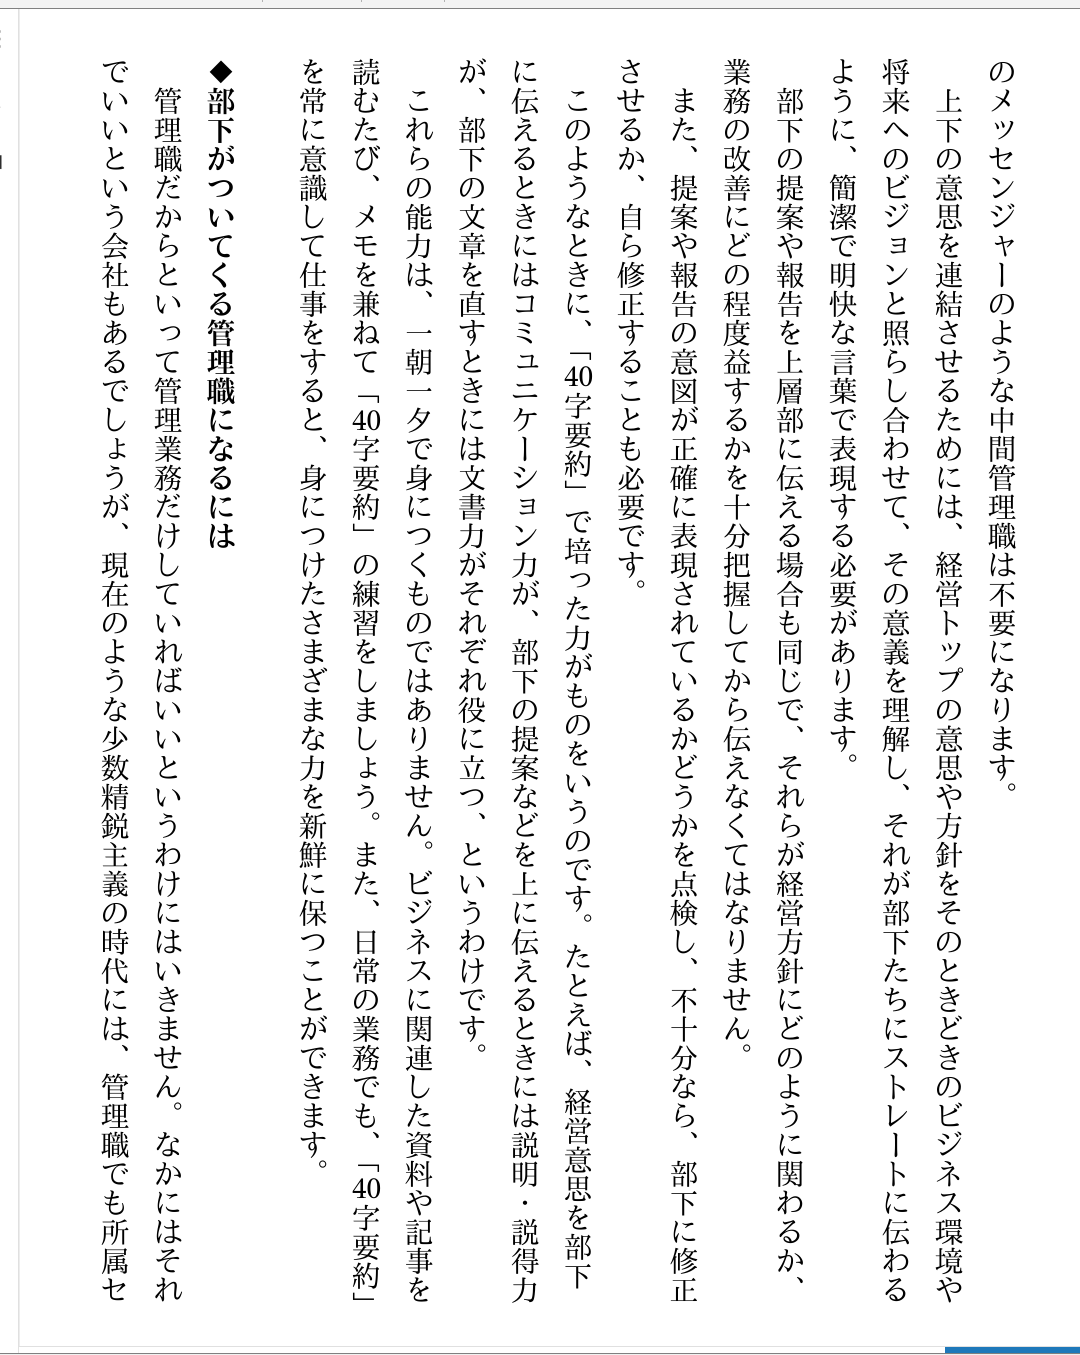 のメッセンジャーのような中間管理職は不要になります。
上下の意思を連結させるためには、経営トップの意思や方針をそのときどきのビジネス環境や
将来へのビジョンと照らし合わせて、その意義を理解し、それが部下たちにストレートに伝わる
ように、簡潔で明快な言葉で表現する必要があります。
部下の提案や報告を上層部に伝える場合も同じで、それらが経営方針にどのように関わるか、
業務の改善にどの程度益するかを十分把握してから伝えなくてはなりません。
また、提案や報告の意図が正確に表現されているかどうかを点検し、不十分なら、部下に修正
させるか、自ら修正することも必要です。
このようなときに、「40字要約」で培った力がものをいうのです。たとえば、経営意思を部下
に伝えるときにはコミュニケーション力が、部下の提案などを上に伝えるときには説明・説得力
が、部下の文章を直すときには文書力がそれぞれ役に立つ、というわけです。
これらの能力は、一朝一夕で身につくものではありません。ビジネスに関連した資料や記事を
読むたび、メモを兼ねて「40字要約」の練習をしましょう。また、日常の業務でも、「40字要約」
を常に意識して仕事をすると、身につけたさまざまな力を新鮮に保つことができます。
◆部下がついてくる管理職になるには
管理職だからといって管理業務だけしていればいいというわけにはいきません。なかにはそれ
でいいという会社もあるでしょうが、現在のような少数精鋭主義の時代には、管理職でも所属セ